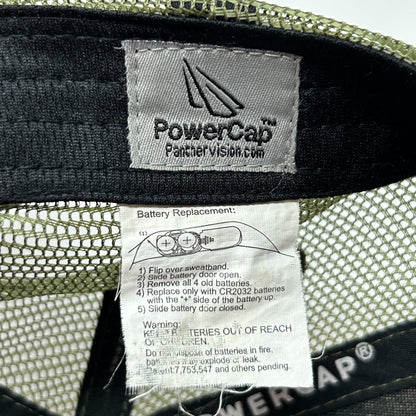 PowerCap®
Panthervision.com
Battery Replacement:
(1)
1) Flip over sweatband.
2) Slide battery door open.
3) Remove all 4 old batteries.
4) Replace only with CR2032 batteries
with the "+" side of the battery up.
5) Slide battery door closed.
Warning:
KEEP BATTERIES OUT OF REACH
OF CHILDREN.
Do not dispose of batteries in fire,
batteries may explode or leak.
Patent 7,753,547 and others pending.
POWERCAP®